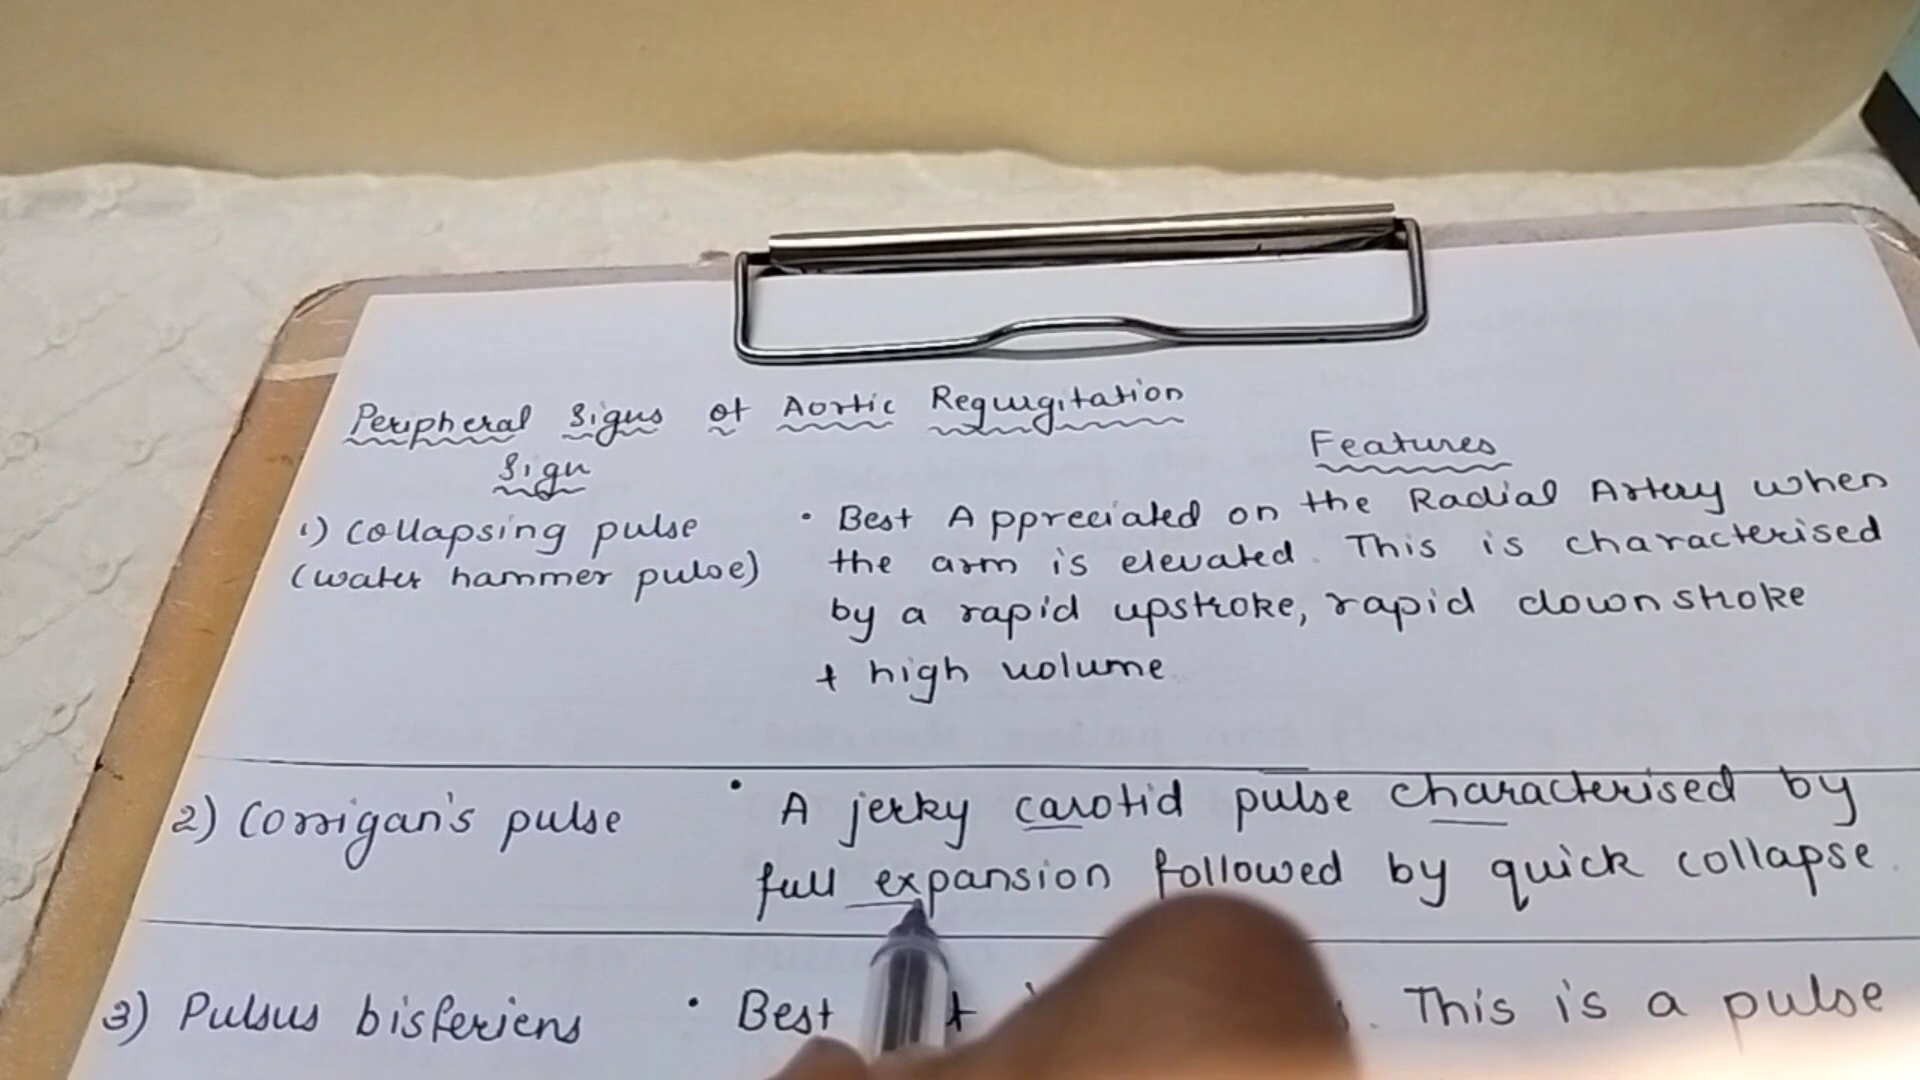 Peripheral Signs of Aortic Regurgitation
Sign
Features
1) Collapsing pulse
(water hammer pulse)
• Best Appreciated on the Radial Artery when
the arm is elevated. This is characterised
by a rapid upstroke, rapid downstroke
+ high volume
2) Corrigan's pulse
• A jerky carotid pulse characterised by
full expansion followed by quick collapse.
3) Pulsus bisferiens
• Best This is a pulse